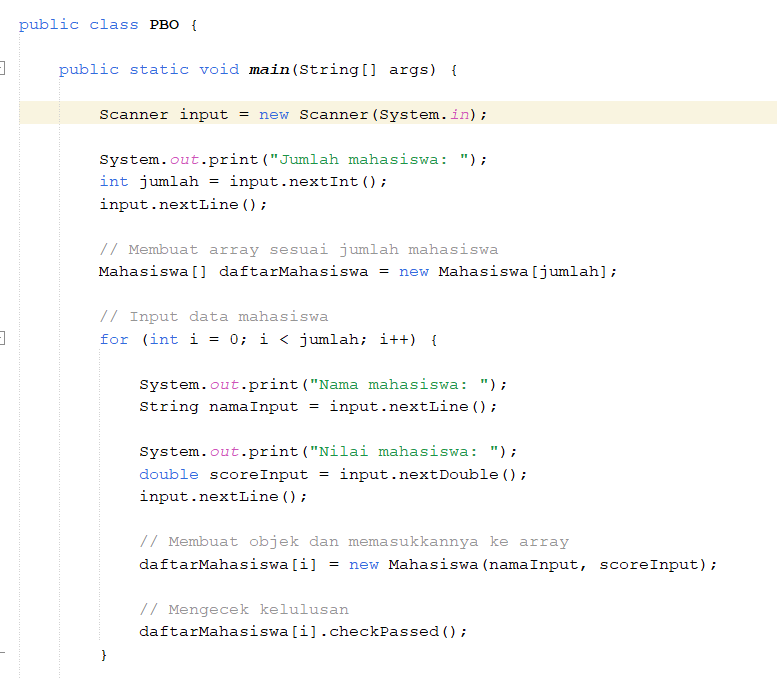 public class PBO {
public static void main(String[] args) {
Scanner input = new Scanner(System.in);
System.out.print("Jumlah mahasiswa: ");
int jumlah = input.nextInt();
input.nextLine();
// Membuat array sesuai jumlah mahasiswa
Mahasiswa[] daftarMahasiswa = new Mahasiswa[jumlah];
// Input data mahasiswa
for (int i = 0; i < jumlah; i++) {
System.out.print("Nama mahasiswa: ");
String namaInput = input.nextLine();
System.out.print("Nilai mahasiswa: ");
double scoreInput = input.nextDouble();
input.nextLine();
// Membuat objek dan memasukkannya ke array
daftarMahasiswa[i] = new Mahasiswa(namaInput, scoreInput);
// Mengecek kelulusan
daftarMahasiswa[i].checkPassed();
}